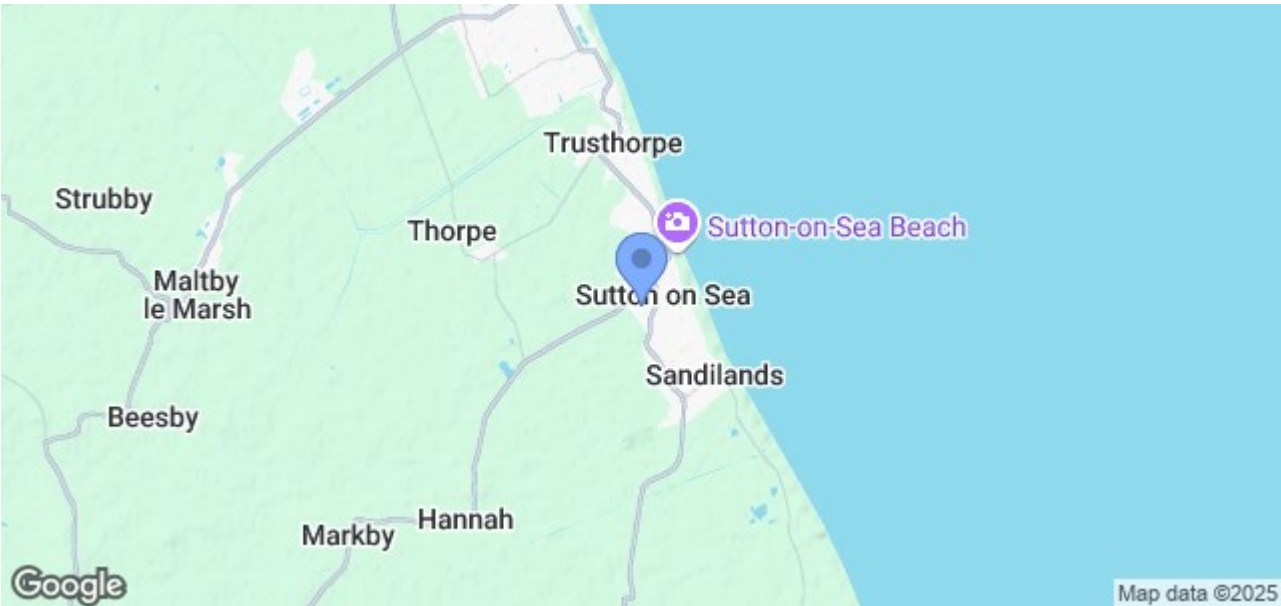 Trusthorpe
Strubby
Thorpe
Sutton-on-Sea Beach
Maltby
le Marsh
Sutton on Sea
Sandilands
Beesby
Hannah
Markby
Google
Map data ©2025